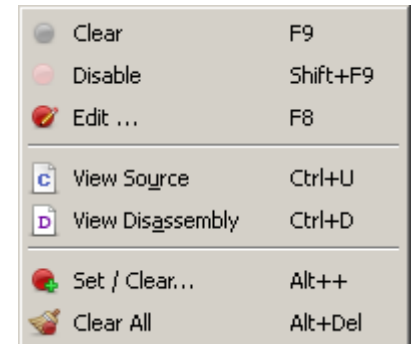 Clear F9
Disable Shift+F9
Edit ... F8
C View Source Ctrl+U
D View Disassembly Ctrl+D
Set / Clear... Alt++
Clear All Alt+Del